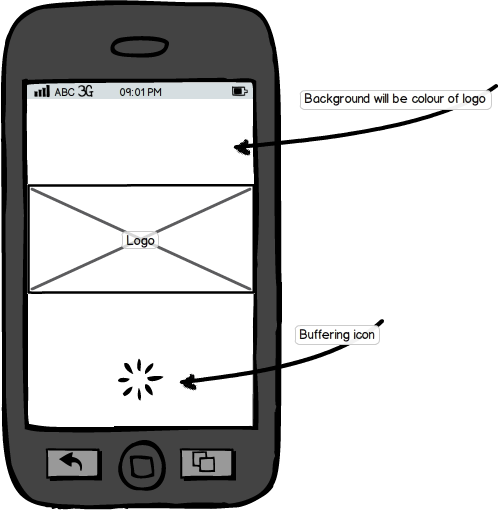 ABC 3G 09:01 PM
Background will be colour of logo
Logo
Buffering icon